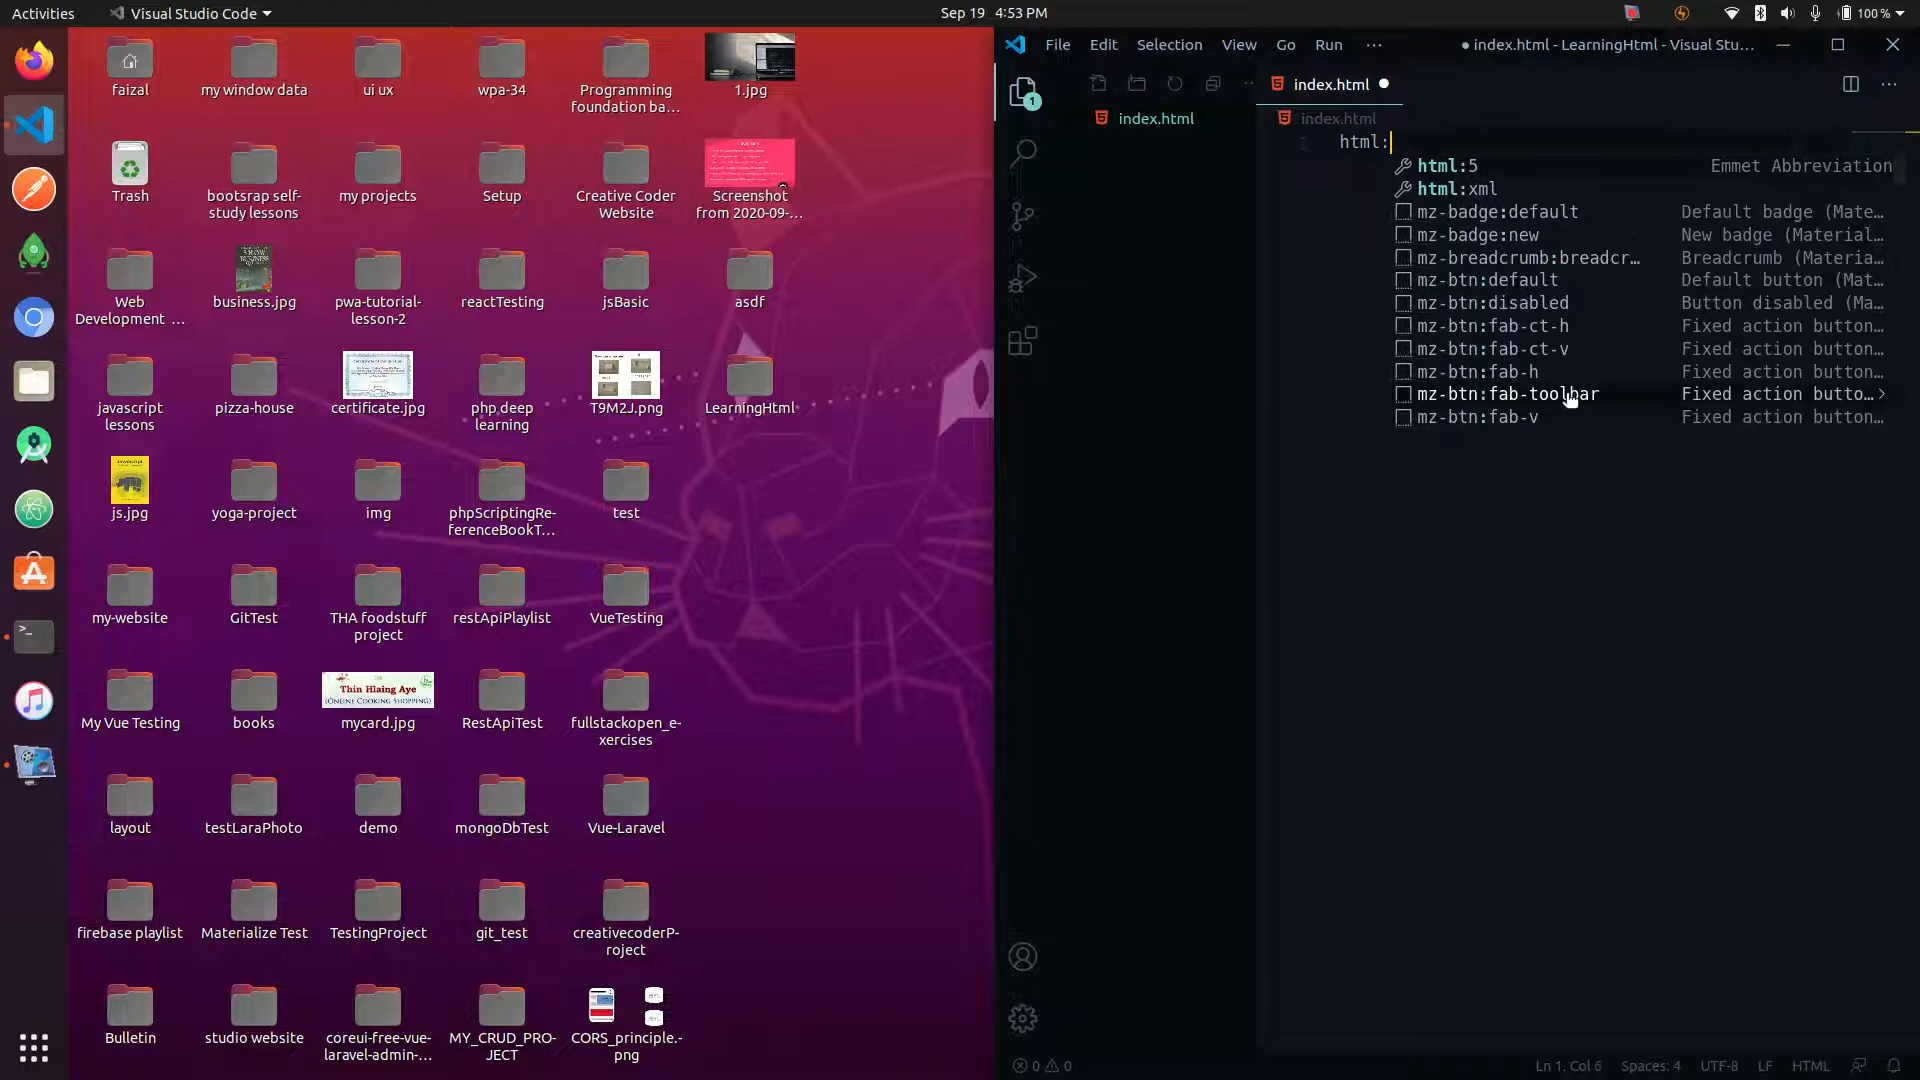 Activities
Visual Studio Code
Sep 19 4:53 PM
100 %
faizal
my window data
ui ux
wpa-34
Programming
foundation ba...
1.jpg
Trash
bootsrap self-
study lessons
my projects
Setup
Creative Coder
Website
Screenshot
from 2020-09-...
Web
Development ...
business.jpg
pwa-tutorial-
lesson-2
reactTesting
jsBasic
asdf
javascript
lessons
pizza-house
certificate.jpg
php deep
learning
T9M2J.png
LearningHtml
js.jpg
yoga-project
img
phpScriptingRe-
ferenceBookT...
test
my-website
GitTest
THA foodstuff
project
restApiPlaylist
VueTesting
Thin Hlaing Aye
(Online Cooking Shopping)
My Vue Testing
books
mycard.jpg
RestApiTest
fullstackopen_e-
xercises
layout
testLaraPhoto
demo
mongoDbTest
Vue-Laravel
firebase playlist
Materialize Test
TestingProject
git_test
creativecoderP-
roject
Bulletin
studio website
coreui-free-vue-
laravel-admin-...
MY_CRUD_PRO-
JECT
CORS_principle.-
png
File Edit Selection View Go Run ...
● index.html - LearningHtml - Visual Stu...
1
index.html
index.html
index.html
1 html:
html:5 Emmet Abbreviation
html:xml
mz-badge:default Default badge (Mate...
mz-badge:new New badge (Material...
mz-breadcrumb:breadcr... Breadcrumb (Materia...
mz-btn:default Default button (Mat...
mz-btn:disabled Button disabled (Ma...
mz-btn:fab-ct-h Fixed action button...
mz-btn:fab-ct-v Fixed action button...
mz-btn:fab-h Fixed action button...
mz-btn:fab-toolbar Fixed action butto...
mz-btn:fab-v Fixed action button...
0 0
Ln 1, Col 6 Spaces: 4 UTF-8 LF HTML